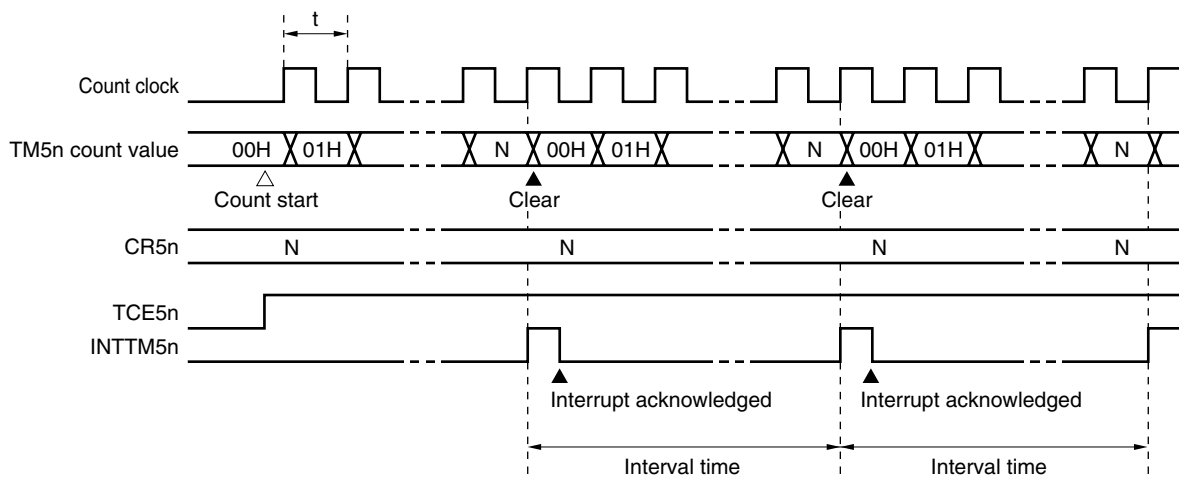 t
Count clock
TM5n count value 00H 01H N 00H 01H N 00H 01H N
Count start Clear Clear
CR5n N N N N
TCE5n
INTTM5n
Interrupt acknowledged Interrupt acknowledged
Interval time Interval time